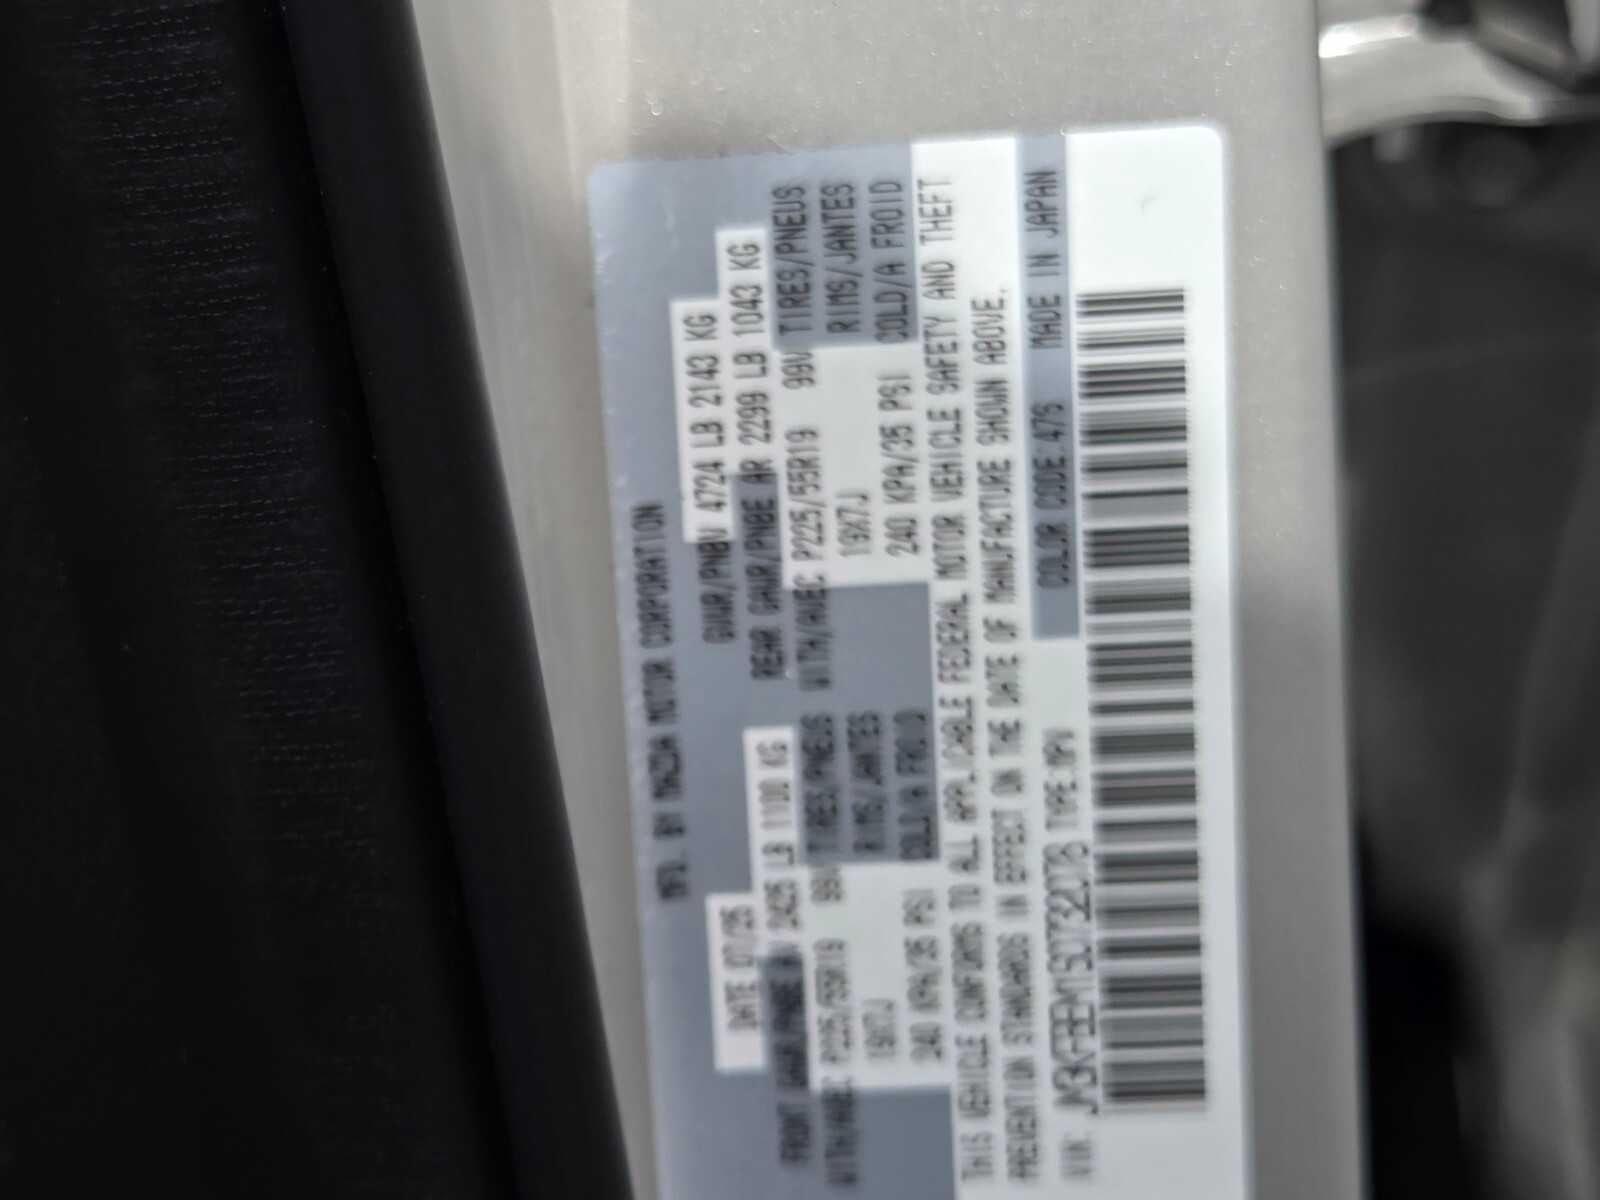 MFD. BY MAZDA MOTOR CORPORATION
DATE 07/25 GVWR/PNBV 4724 LB 2143 KG
FRONT GAWR/PNBE AV 2425 LB 1100 KG REAR GAWR/PNBE AR 2299 LB 1043 KG
WITH/AVEC P225/55R19 99V TIRES/PNEUS WITH/AVEC P225/55R19 99V TIRES/PNEUS
19X7J RIMS/JANTES 19X7J RIMS/JANTES
240 KPA/35 PSI COLD/A FROID 240 KPA/35 PSI COLD/A FROID
THIS VEHICLE CONFORMS TO ALL APPLICABLE FEDERAL MOTOR VEHICLE SAFETY AND THEFT
PREVENTION STANDARDS IN EFFECT ON THE DATE OF MANUFACTURE SHOWN ABOVE.
VIN: TYPE:MPV COLOR CODE:47S MADE IN JAPAN